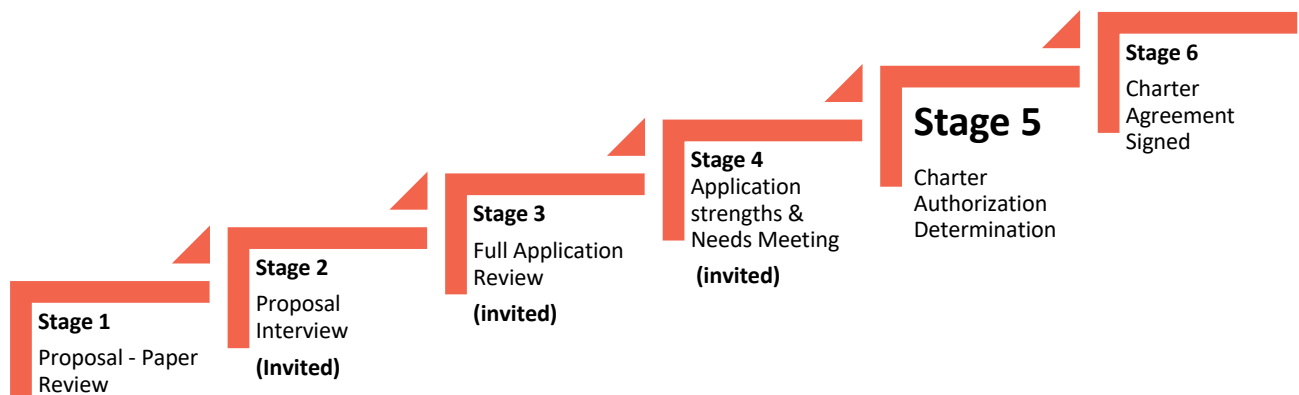 Stage 1
Proposal - Paper
Review
Stage 2
Proposal
Interview
(Invited)
Stage 3
Full Application
Review
(invited)
Stage 4
Application
strengths &
Needs Meeting
(invited)
Stage 5
Charter
Authorization
Determination
Stage 6
Charter
Agreement
Signed